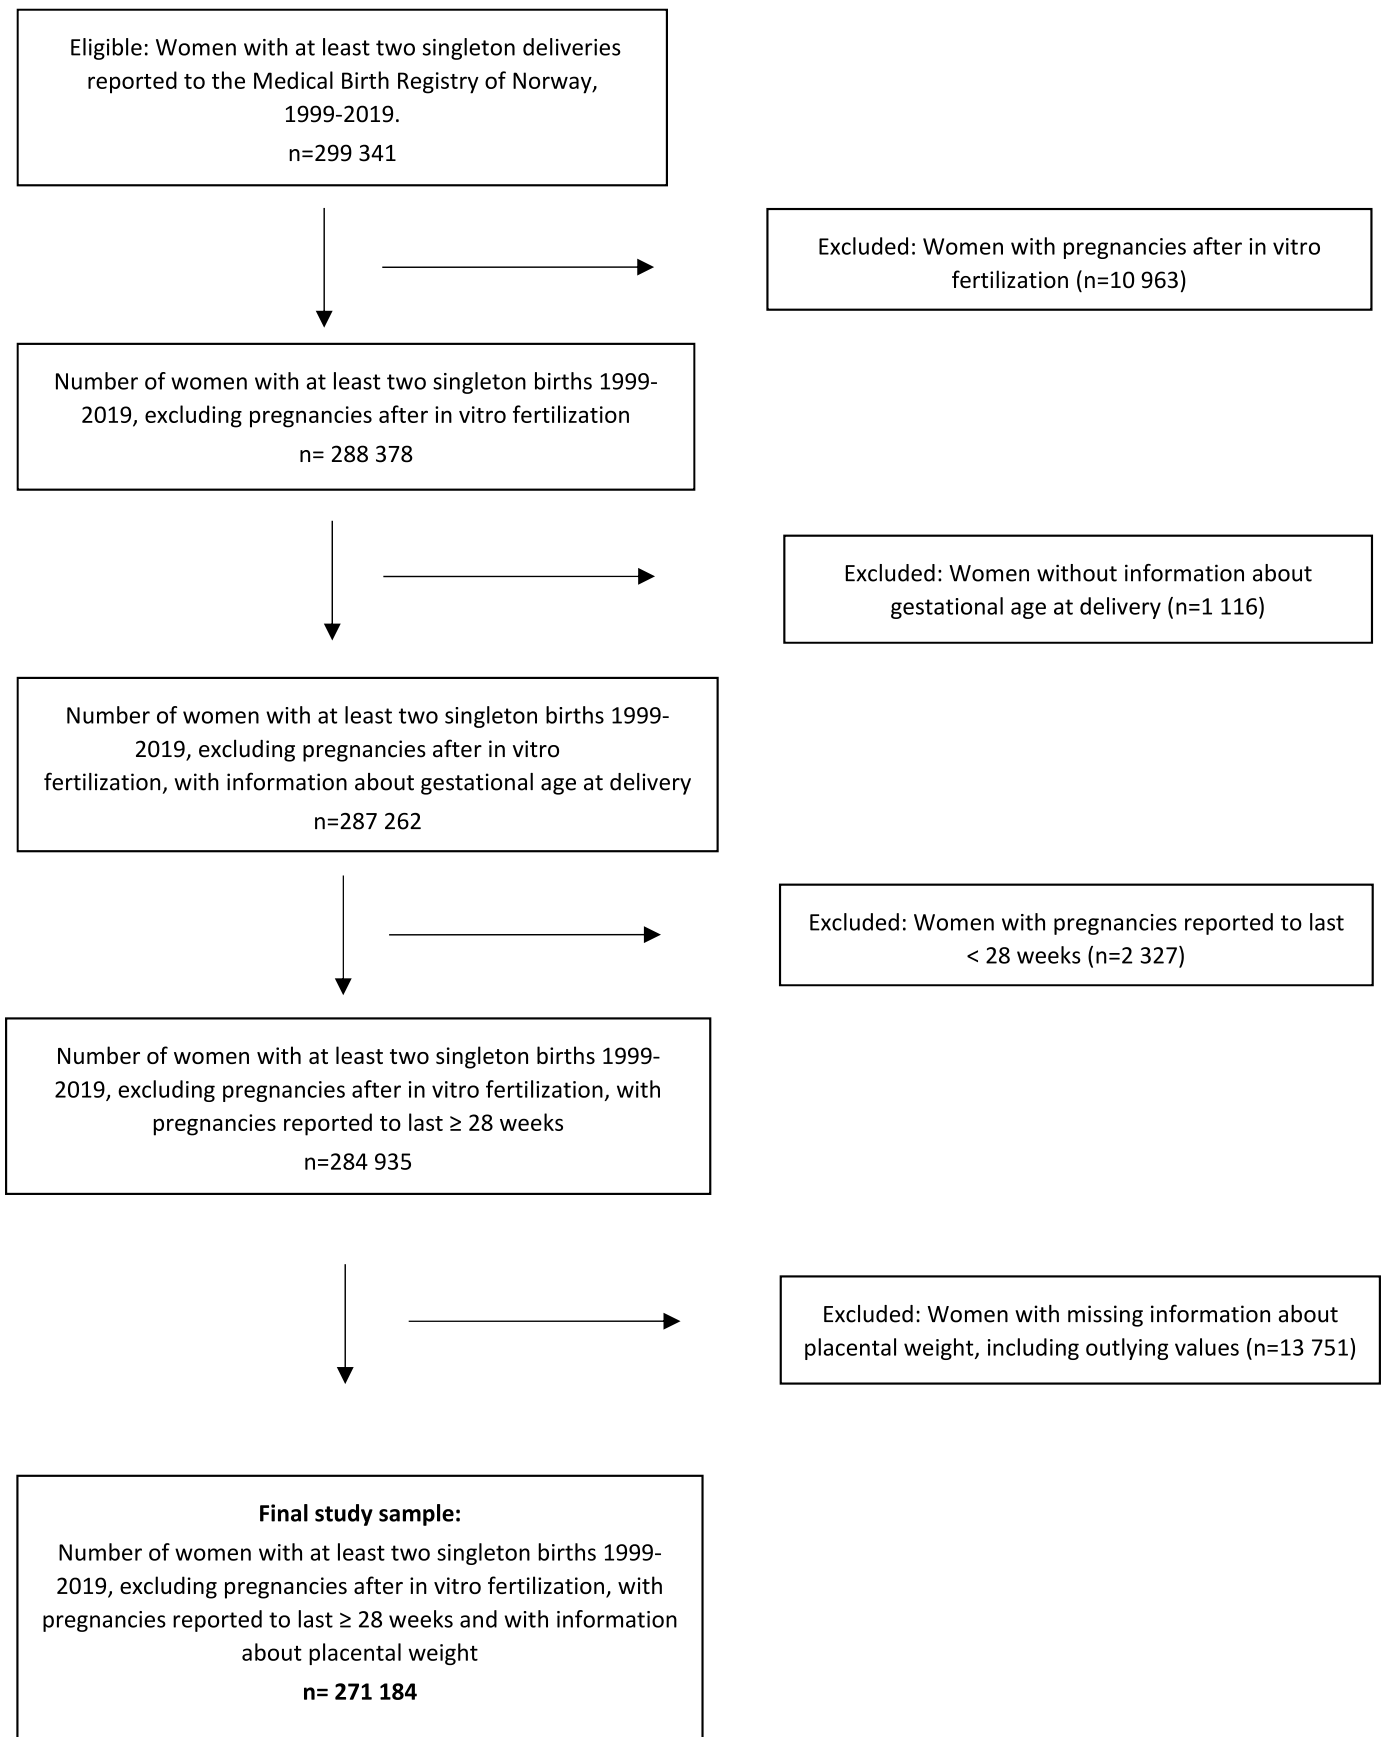 Eligible: Women with at least two singleton deliveries
reported to the Medical Birth Registry of Norway,
1999-2019.
n=299 341
Excluded: Women with pregnancies after in vitro
fertilization (n=10 963)
Number of women with at least two singleton births 1999-
2019, excluding pregnancies after in vitro fertilization
n= 288 378
Excluded: Women without information about
gestational age at delivery (n=1 116)
Number of women with at least two singleton births 1999-
2019, excluding pregnancies after in vitro
fertilization, with information about gestational age at delivery
n=287 262
Excluded: Women with pregnancies reported to last
< 28 weeks (n=2 327)
Number of women with at least two singleton births 1999-
2019, excluding pregnancies after in vitro fertilization, with
pregnancies reported to last ≥ 28 weeks
n=284 935
Excluded: Women with missing information about
placental weight, including outlying values (n=13 751)
Final study sample:
Number of women with at least two singleton births 1999-
2019, excluding pregnancies after in vitro fertilization, with
pregnancies reported to last ≥ 28 weeks and with information
about placental weight
n= 271 184